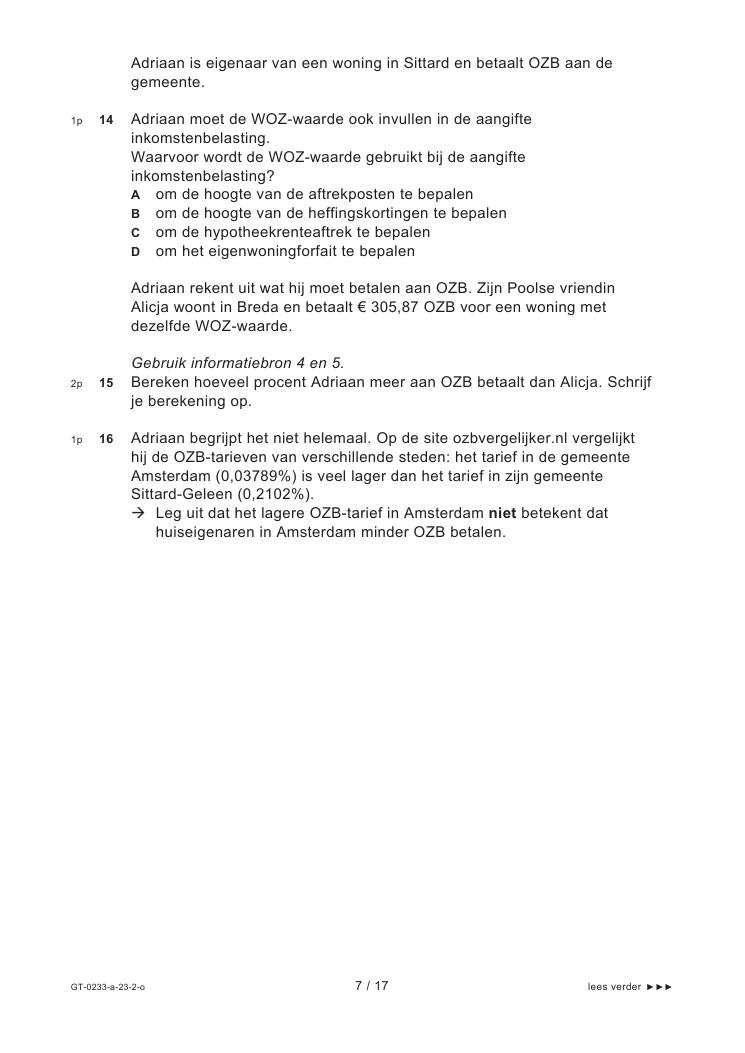 Adriaan is eigenaar van een woning in Sittard en betaalt OZB aan de
gemeente.
1p 14 Adriaan moet de WOZ-waarde ook invullen in de aangifte
inkomstenbelasting.
Waarvoor wordt de WOZ-waarde gebruikt bij de aangifte
inkomstenbelasting?
A om de hoogte van de aftrekposten te bepalen
B om de hoogte van de heffingskortingen te bepalen
C om de hypotheekrenteaftrek te bepalen
D om het eigenwoningforfait te bepalen
Adriaan rekent uit wat hij moet betalen aan OZB. Zijn Poolse vriendin
Alicja woont in Breda en betaalt € 305,87 OZB voor een woning met
dezelfde WOZ-waarde.
Gebruik informatiebron 4 en 5.
2p 15 Bereken hoeveel procent Adriaan meer aan OZB betaalt dan Alicja. Schrijf
je berekening op.
1p 16 Adriaan begrijpt het niet helemaal. Op de site ozbvergelijker.nl vergelijkt
hij de OZB-tarieven van verschillende steden: het tarief in de gemeente
Amsterdam (0,03789%) is veel lager dan het tarief in zijn gemeente
Sittard-Geleen (0,2102%).
→ Leg uit dat het lagere OZB-tarief in Amsterdam niet betekent dat
huiseigenaren in Amsterdam minder OZB betalen.
GT-0233-a-23-2-o 7 / 17 lees verder ►►►